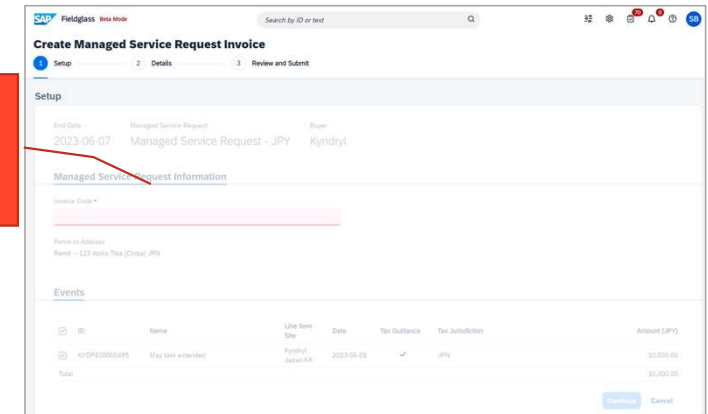 SAP Fieldglass Beta Mode
Search by ID or text
70 0 SB
Create Managed Service Request Invoice
1 Setup 2 Details 3 Review and Submit
Setup
End Date Managed Service Request Buyer
2023-06-07 Managed Service Request - JPY Kyndryl
Managed Service Request Information
Invoice Code *
Remit to Address
Remit -- 123 Abiko Tiba [Chiba] JPN
Events
ID Name Line Item Site Date Tax Guidance Tax Jurisdiction Amount (JPY)
May task extended Kyndryl Japan KK 2023-06-01 JPN 10,000.00
Total 10,000.00
Continue Cancel